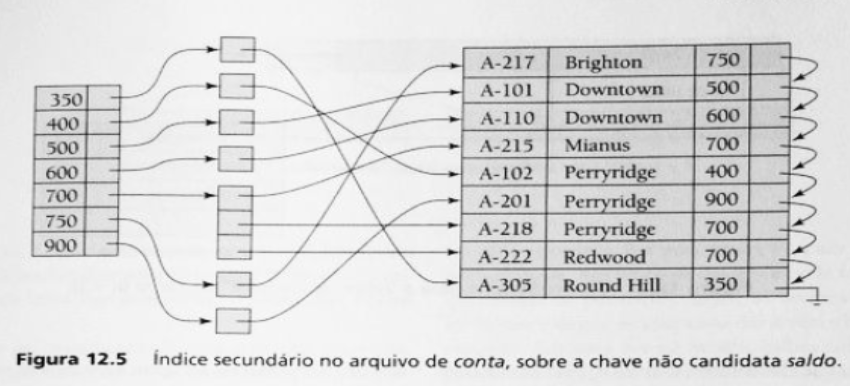 350
400
500
600
700
750
900
A-217 Brighton 750
A-101 Downtown 500
A-110 Downtown 600
A-215 Mianus 700
A-102 Perryridge 400
A-201 Perryridge 900
A-218 Perryridge 700
A-222 Redwood 700
A-305 Round Hill 350
Figura 12.5 Índice secundário no arquivo de conta, sobre a chave não candidata saldo.